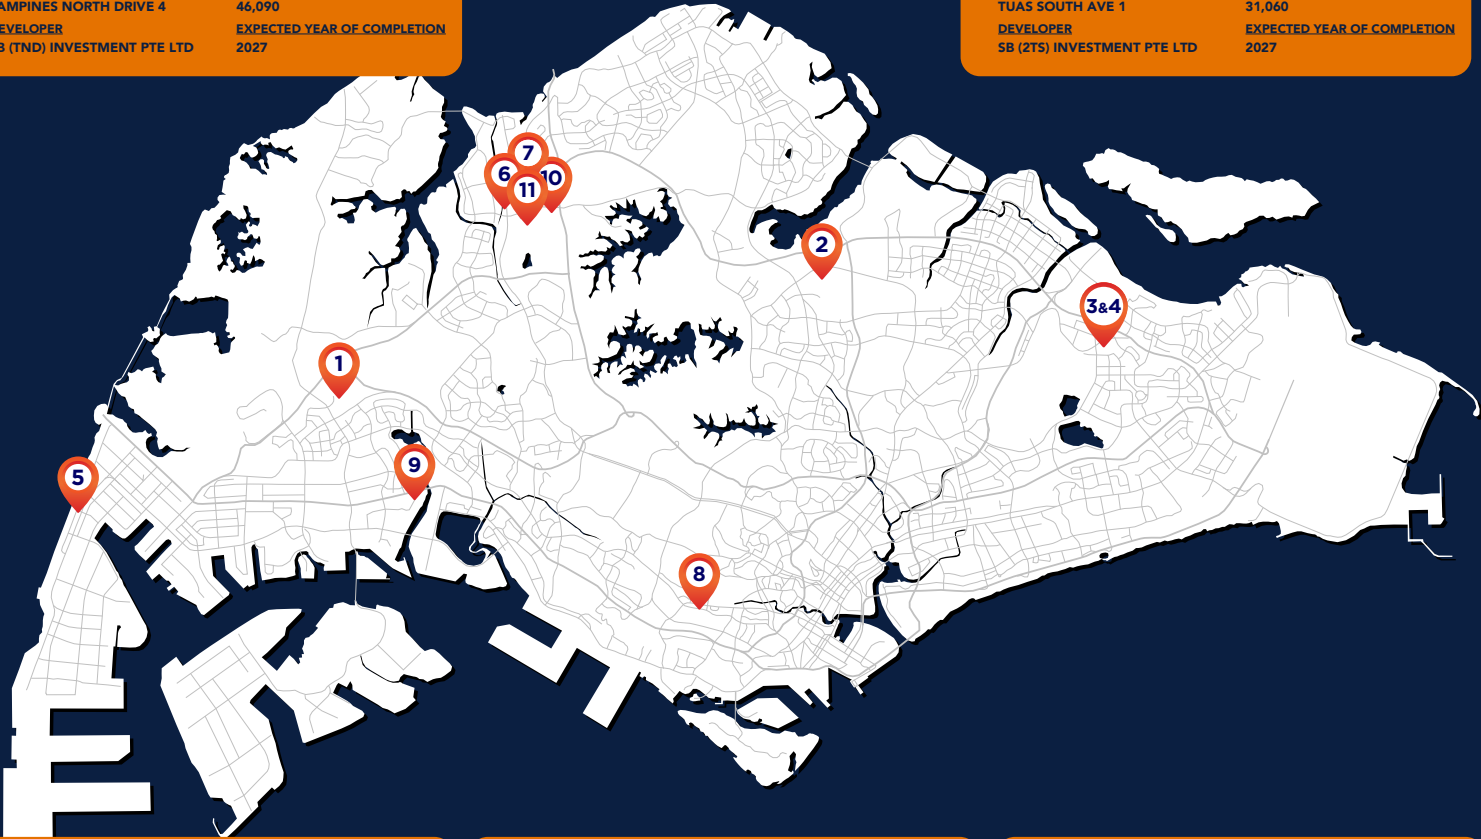 AMPINES NORTH DRIVE 4 46,090
EVELOPER EXPECTED YEAR OF COMPLETION
B (TND) INVESTMENT PTE LTD 2027
TUAS SOUTH AVE 1 31,060
DEVELOPER EXPECTED YEAR OF COMPLETION
SB (2TS) INVESTMENT PTE LTD 2027
7
6 10
11
2
3&4
1
9
5
8